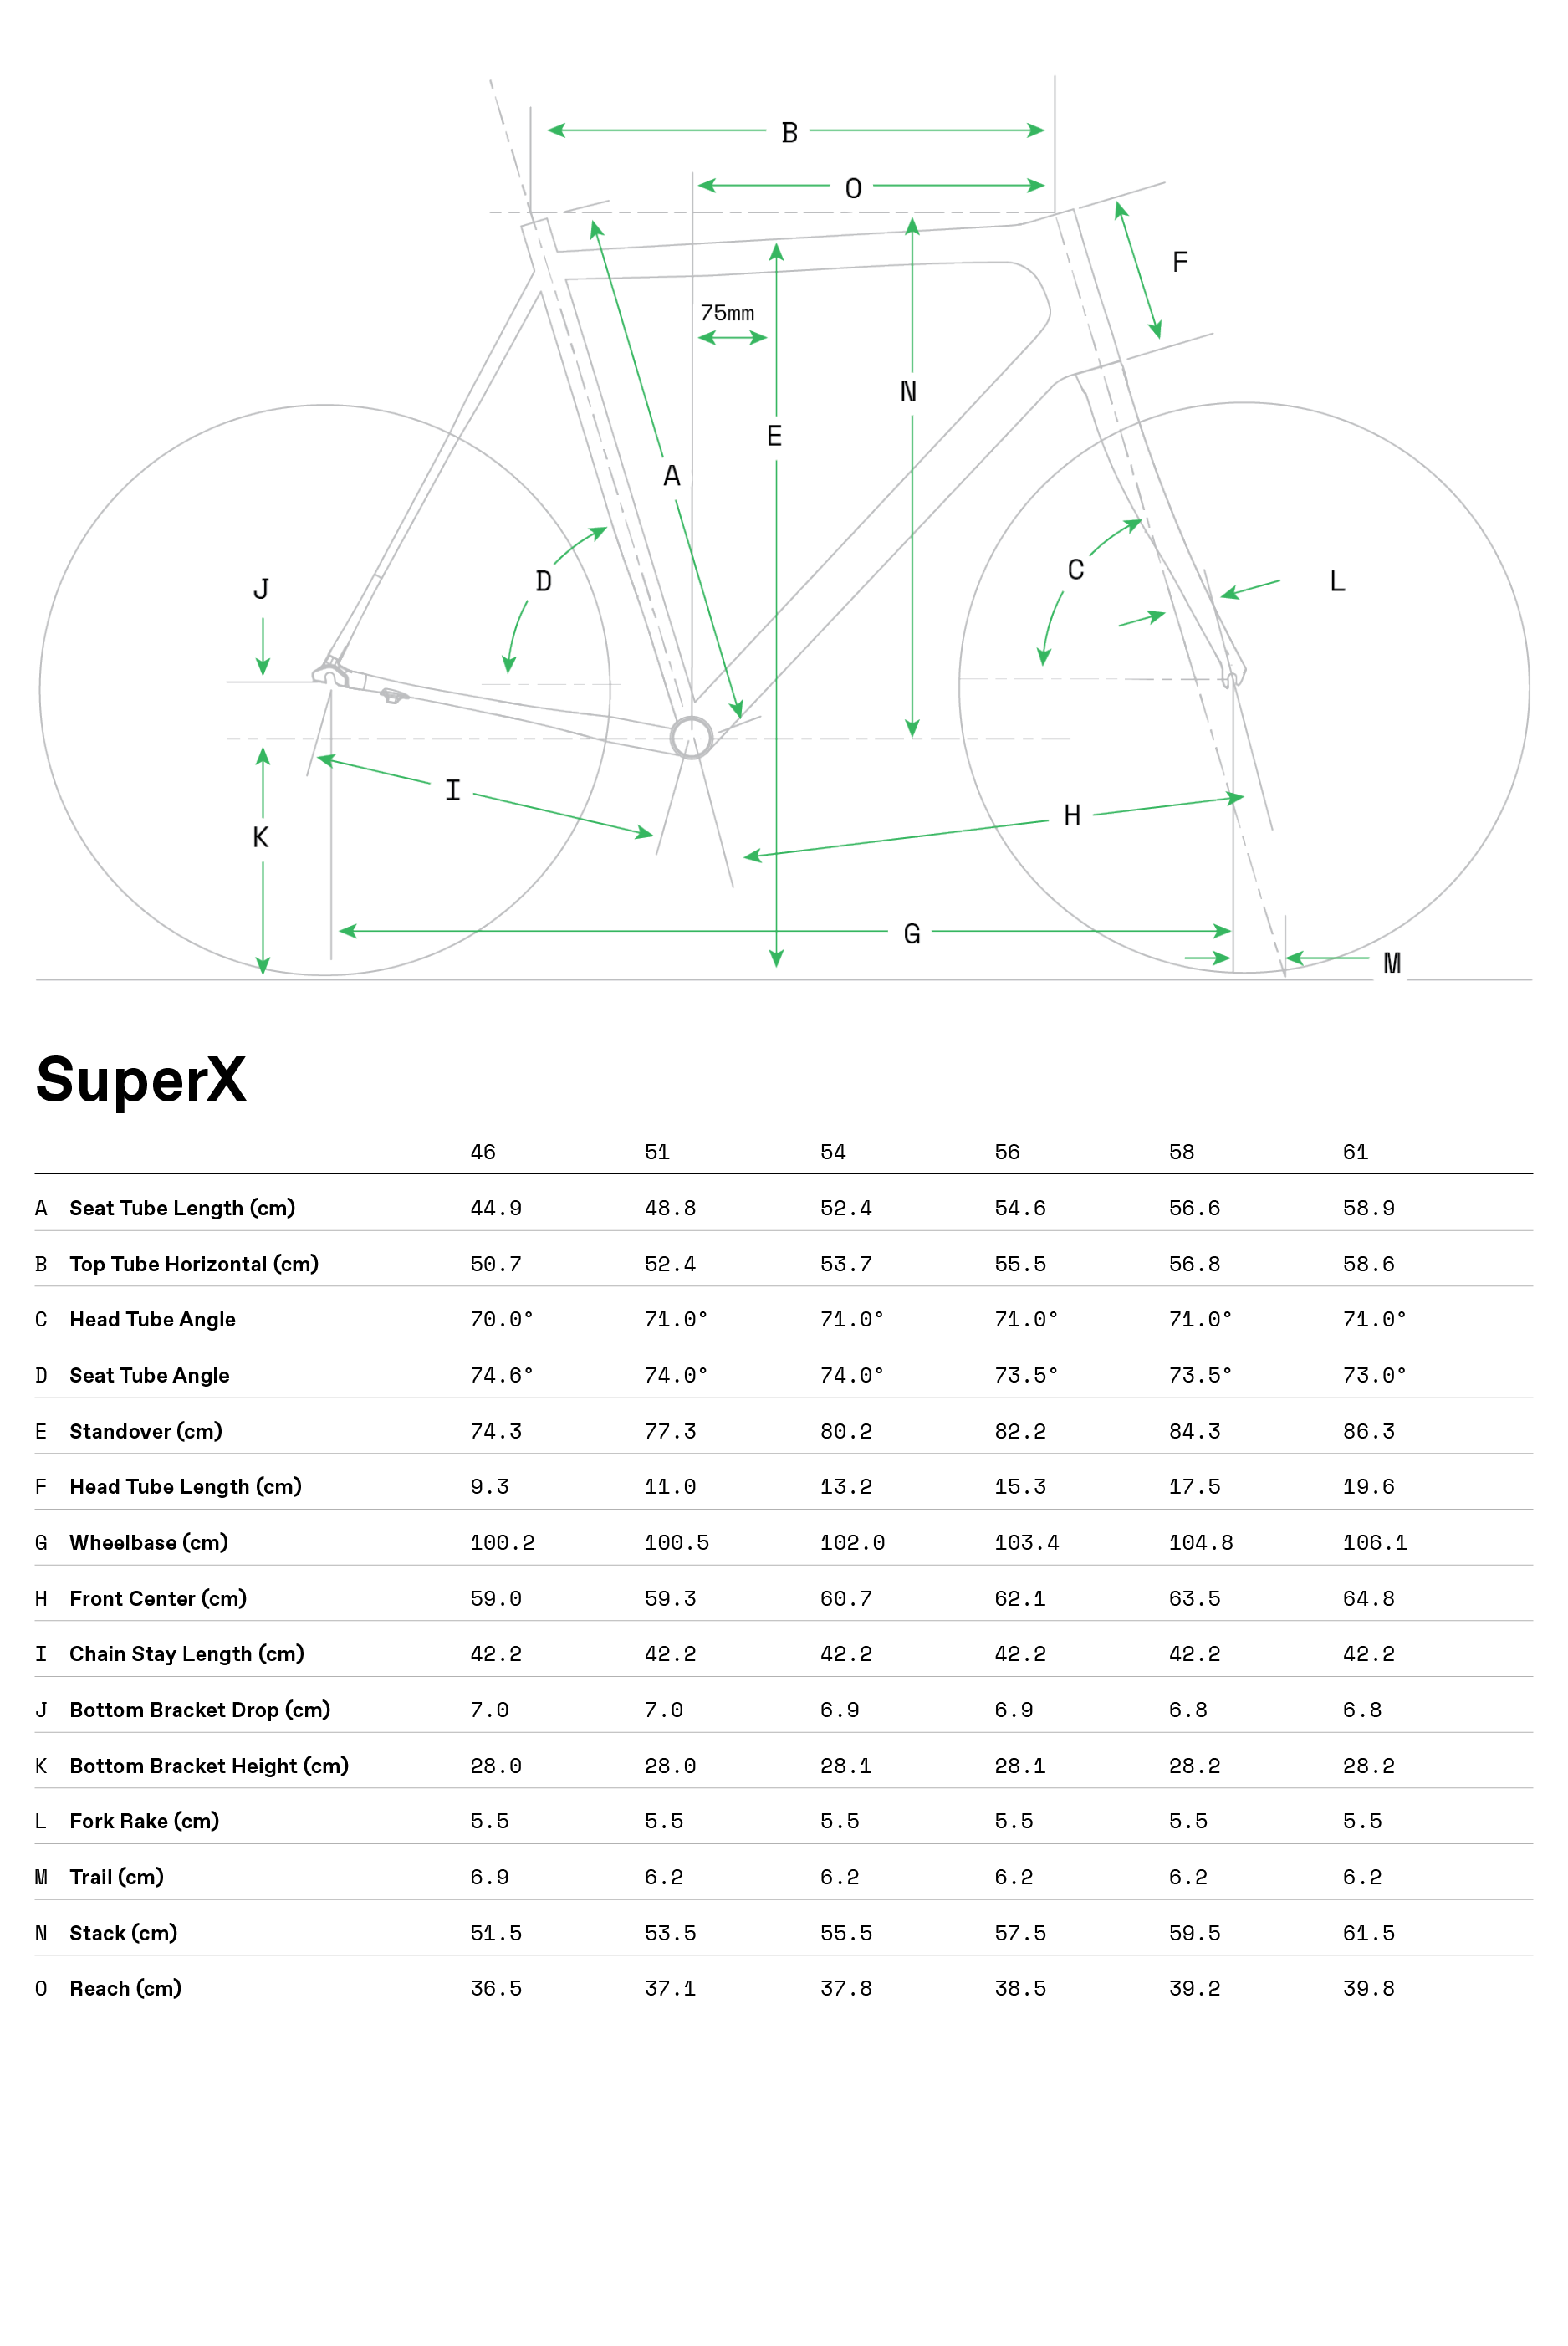 B
O
F
75mm
N
E
A
D
C
L
J
I
H
K
G
M
SuperX
46 51 54 56 58 61
A Seat Tube Length (cm) 44.9 48.8 52.4 54.6 56.6 58.9
B Top Tube Horizontal (cm) 50.7 52.4 53.7 55.5 56.8 58.6
C Head Tube Angle 70.0° 71.0° 71.0° 71.0° 71.0° 71.0°
D Seat Tube Angle 74.6° 74.0° 74.0° 73.5° 73.5° 73.0°
E Standover (cm) 74.3 77.3 80.2 82.2 84.3 86.3
F Head Tube Length (cm) 9.3 11.0 13.2 15.3 17.5 19.6
G Wheelbase (cm) 100.2 100.5 102.0 103.4 104.8 106.1
H Front Center (cm) 59.0 59.3 60.7 62.1 63.5 64.8
I Chain Stay Length (cm) 42.2 42.2 42.2 42.2 42.2 42.2
J Bottom Bracket Drop (cm) 7.0 7.0 6.9 6.9 6.8 6.8
K Bottom Bracket Height (cm) 28.0 28.0 28.1 28.1 28.2 28.2
L Fork Rake (cm) 5.5 5.5 5.5 5.5 5.5 5.5
M Trail (cm) 6.9 6.2 6.2 6.2 6.2 6.2
N Stack (cm) 51.5 53.5 55.5 57.5 59.5 61.5
O Reach (cm) 36.5 37.1 37.8 38.5 39.2 39.8